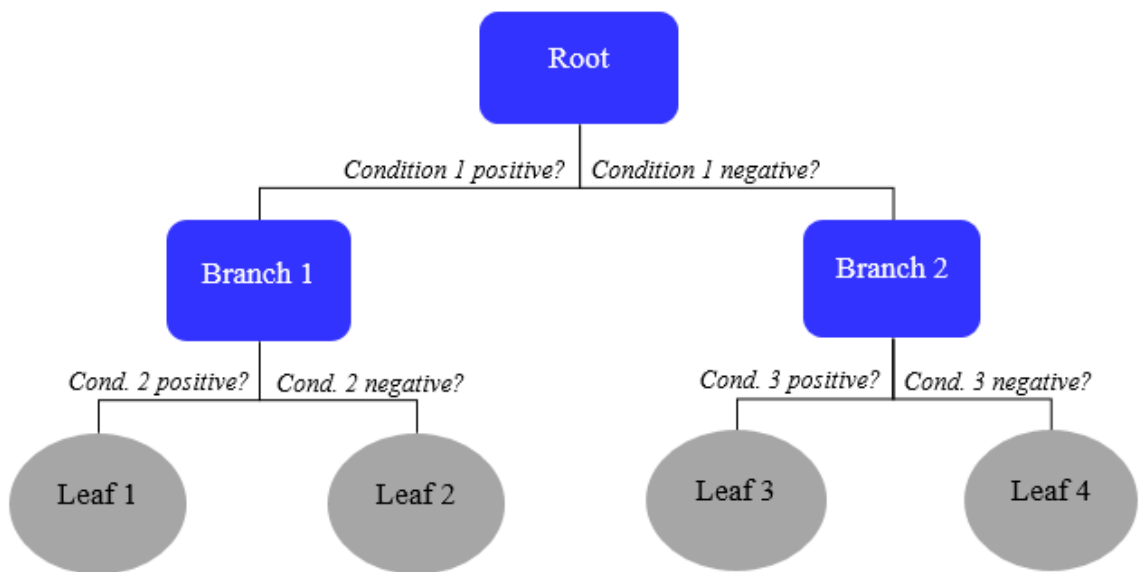 Root
Condition 1 positive?
Condition 1 negative?
Branch 1
Branch 2
Cond. 2 positive?
Cond. 2 negative?
Cond. 3 positive?
Cond. 3 negative?
Leaf 1
Leaf 2
Leaf 3
Leaf 4